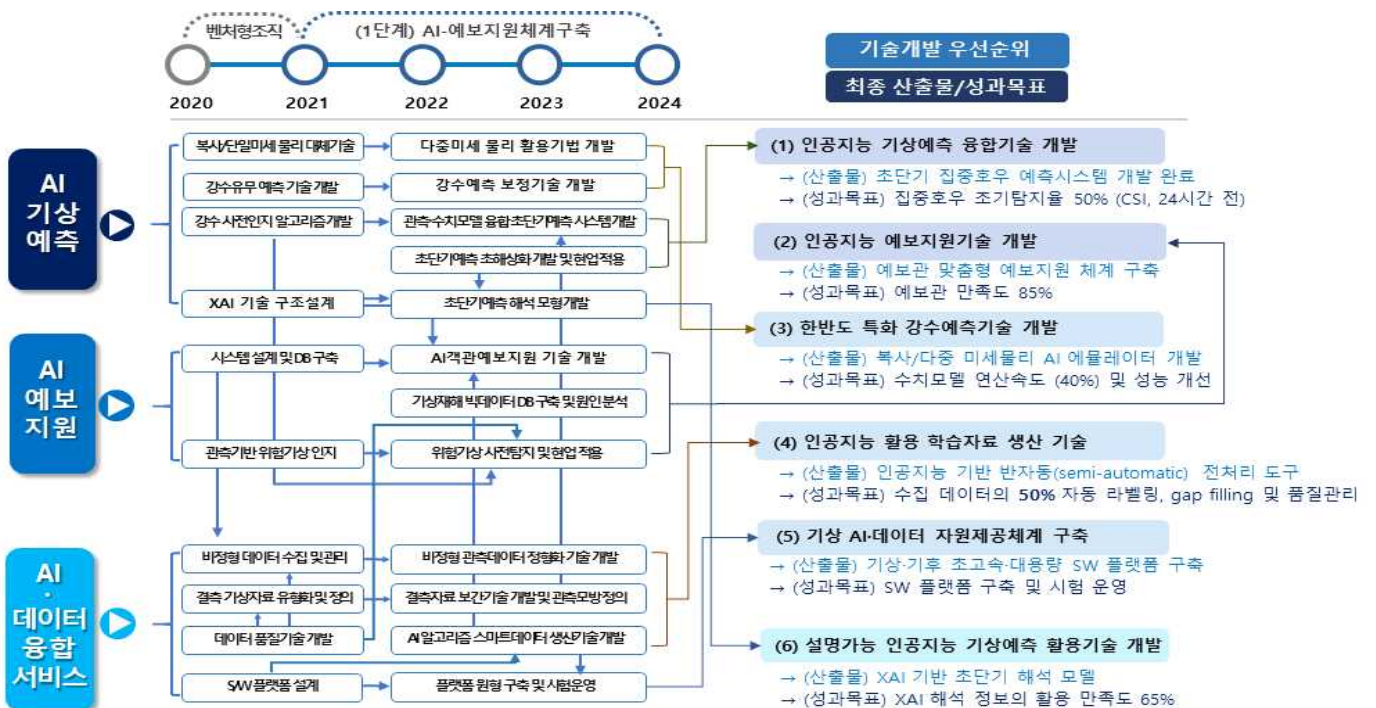 벤처형조직
(1단계) AI-예보지원체계구축
2020
2021
2022
2023
2024
기술개발 우선순위
최종 산출물/성과목표
AI
기상
예측
복사/단일미세 물리 대체기술
다중미세 물리 활용기법 개발
강수유무 예측 기술개발
강수예측 보정기술 개발
강수 사전인지 알고리즘개발
관측·수치모델 융합 초단기예측 시스템개발
초단기예측 초해상화 개발 및 현업 적용
XAI 기술 구조설계
초단기예측 해석 모형개발
AI
예보
지원
시스템 설계 및 DB 구축
AI객관예보지원 기술 개발
기상재해 빅데이터 DB 구축 및 원인 분석
관측기반 위험기상 인지
위험기상 사전탐지 및 현업 적용
AI
·
데이터
융합
서비스
비정형 데이터 수집 및 관리
비정형 관측데이터 정형화 기술 개발
결측 기상자료 유형화 및 정의
결측자료 보간기술 개발 및 관측모방 정의
데이터 품질기술 개발
AI 알고리즘 스마트데이터 생산기술개발
S/W 플랫폼 설계
플랫폼 원형 구축 및 시험운영
(1) 인공지능 기상예측 융합기술 개발
→ (산출물) 초단기 집중호우 예측시스템 개발 완료
→ (성과목표) 집중호우 조기탐지율 50% (CSI, 24시간 전)
(2) 인공지능 예보지원기술 개발
→ (산출물) 예보관 맞춤형 예보지원 체계 구축
→ (성과목표) 예보관 만족도 85%
(3) 한반도 특화 강수예측기술 개발
→ (산출물) 복사/다중 미세물리 AI 에뮬레이터 개발
→ (성과목표) 수치모델 연산속도 (40%) 및 성능 개선
(4) 인공지능 활용 학습자료 생산 기술
→ (산출물) 인공지능 기반 반자동(semi-automatic) 전처리 도구
→ (성과목표) 수집 데이터의 50% 자동 라벨링, gap filling 및 품질관리
(5) 기상 AI·데이터 자원제공체계 구축
→ (산출물) 기상·기후 초고속·대용량 SW 플랫폼 구축
→ (성과목표) SW 플랫폼 구축 및 시험 운영
(6) 설명가능 인공지능 기상예측 활용기술 개발
→ (산출물) XAI 기반 초단기 해석 모델
→ (성과목표) XAI 해석 정보의 활용 만족도 65%